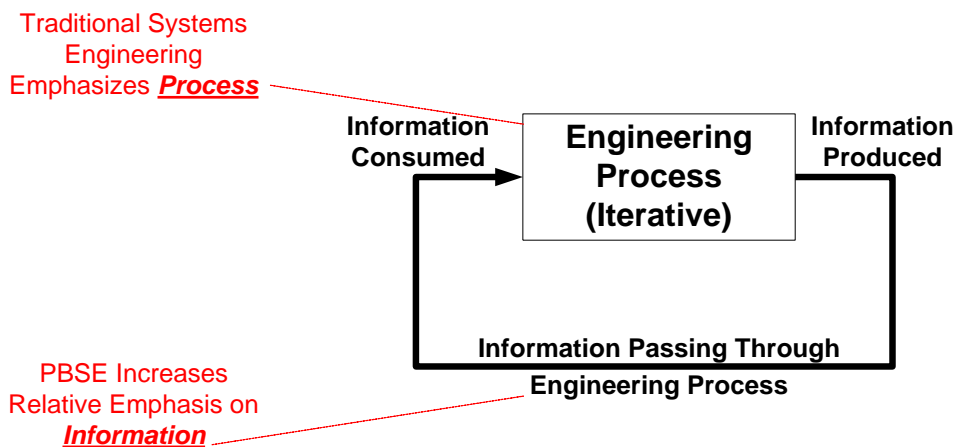 Traditional Systems
Engineering
Emphasizes Process
Information
Consumed
Engineering
Process
(Iterative)
Information
Produced
Information Passing Through
Engineering Process
PBSE Increases
Relative Emphasis on
Information